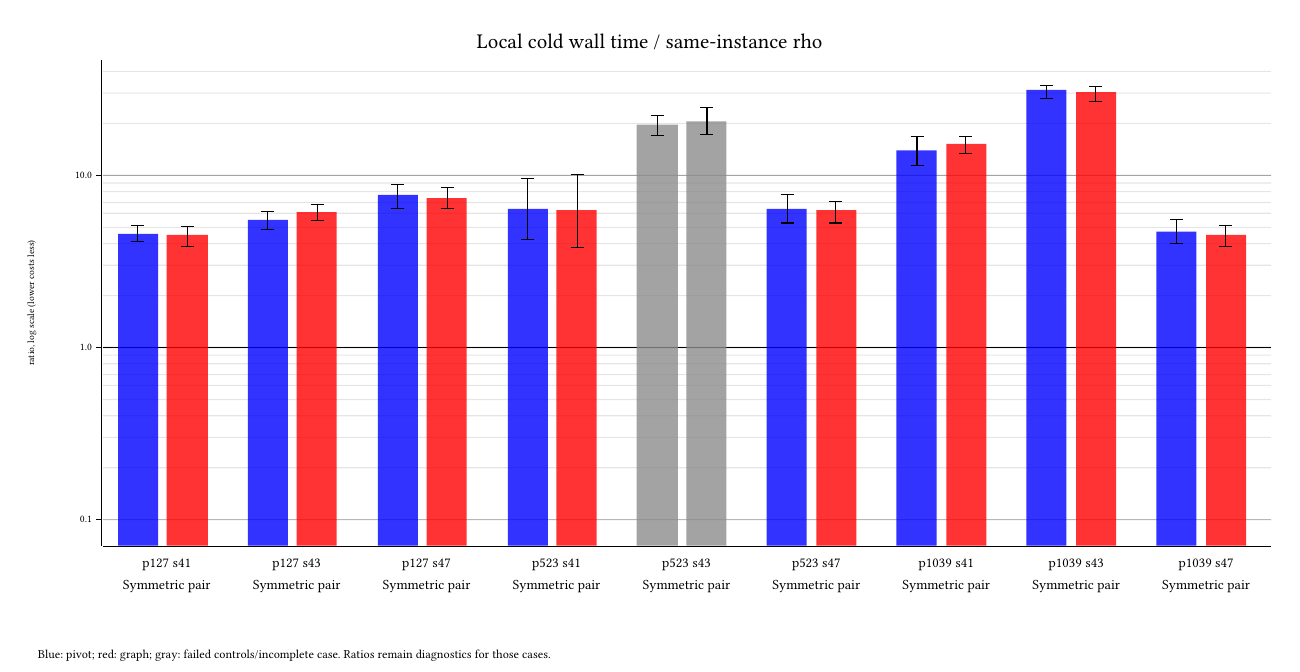 Local cold wall time / same-instance rho
ratio, log scale (lower costs less)
10.0
1.0
0.1
p127 s41
Symmetric pair
p127 s43
Symmetric pair
p127 s47
Symmetric pair
p523 s41
Symmetric pair
p523 s43
Symmetric pair
p523 s47
Symmetric pair
p1039 s41
Symmetric pair
p1039 s43
Symmetric pair
p1039 s47
Symmetric pair
Blue: pivot; red: graph; gray: failed controls/incomplete case. Ratios remain diagnostics for those cases.